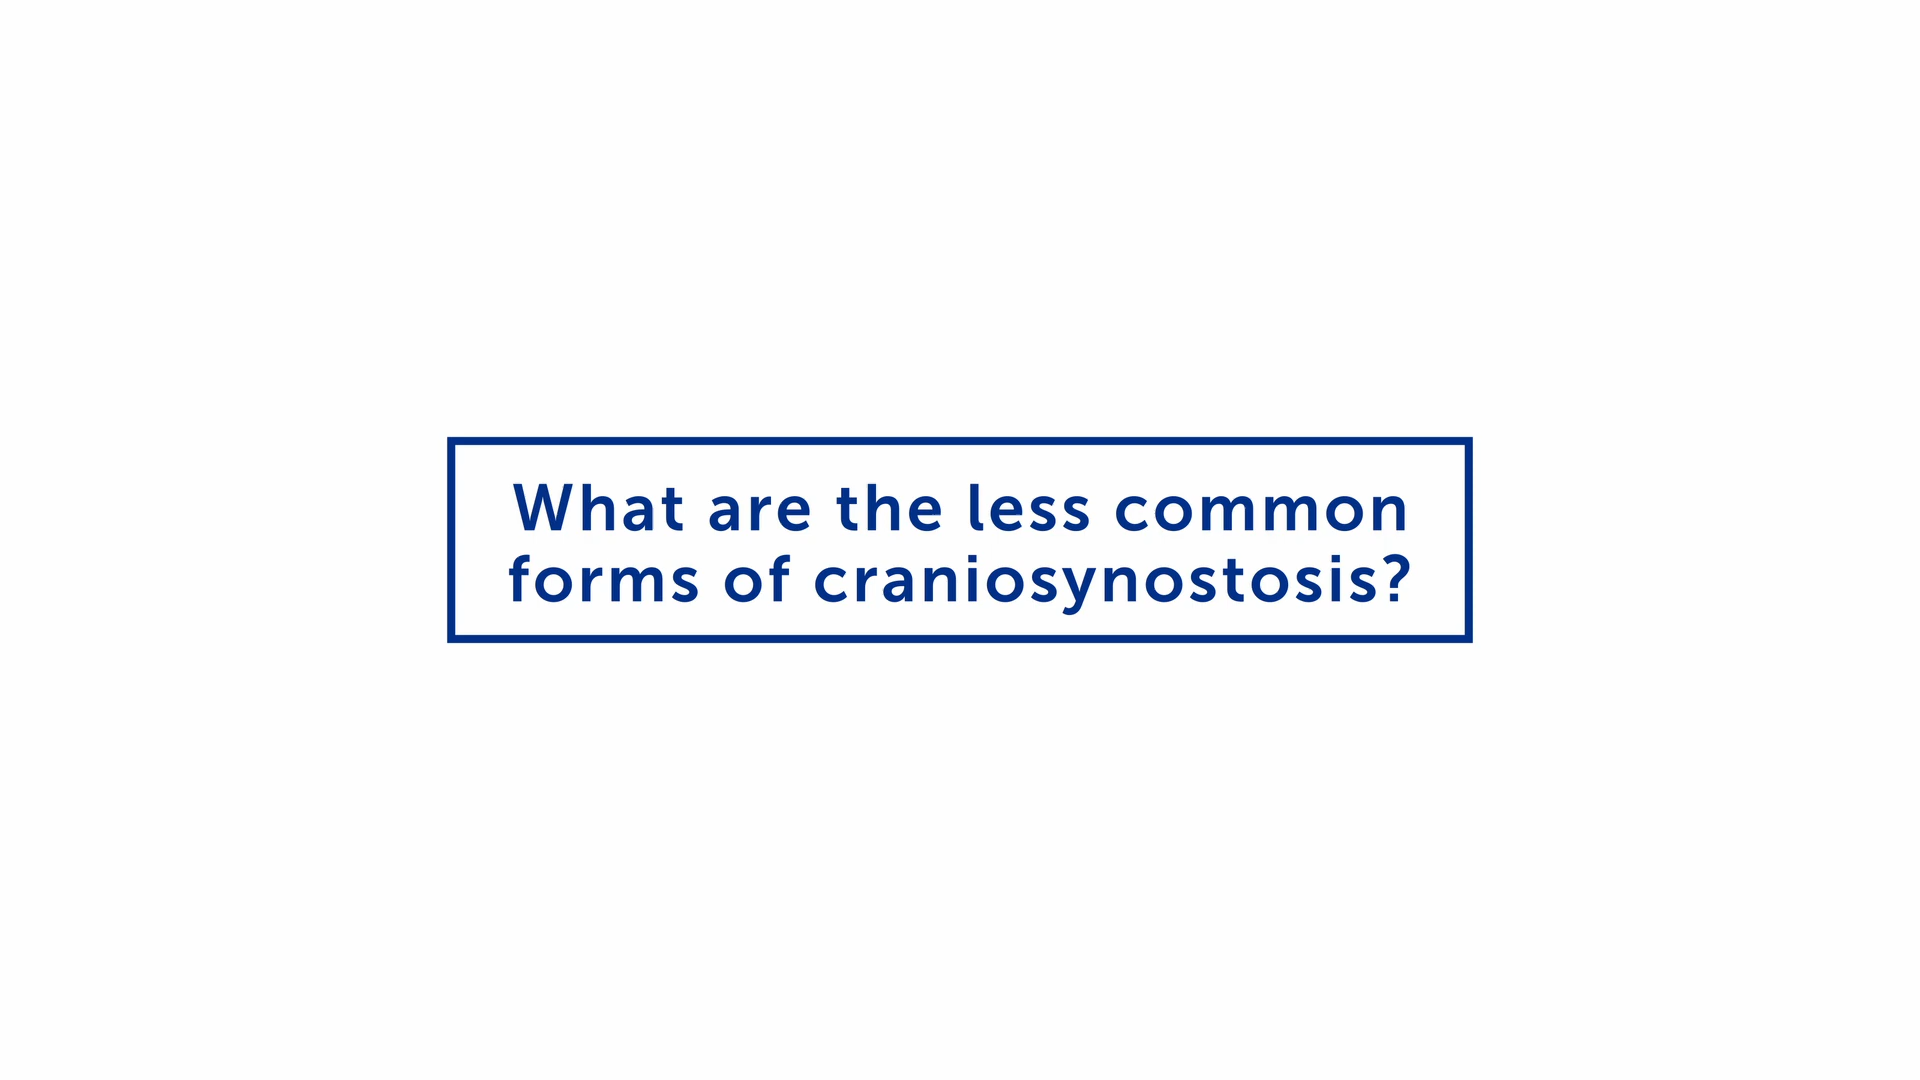 What are the less common
forms of craniosynostosis?